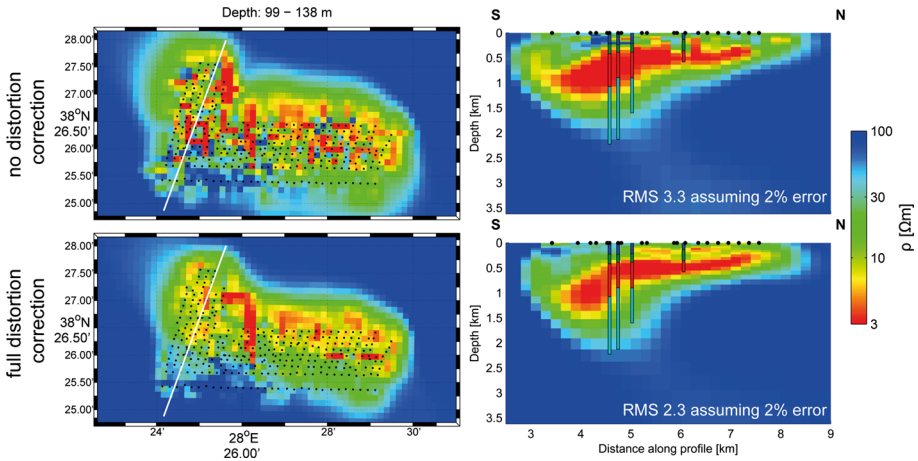 Depth: 99 – 138 m
no distortion
correction
28.00'
27.50'
27.00'
38°N
26.50'
26.00'
25.50'
25.00'
S
N
0
0.5
1
1.5
2
2.5
3
3.5
Depth [km]
RMS 3.3 assuming 2% error
full distortion
correction
28.00'
27.50'
27.00'
38°N
26.50'
26.00'
25.50'
25.00'
24'
28°E
26.00'
28'
30'
S
N
0
0.5
1
1.5
2
2.5
3
3.5
Depth [km]
RMS 2.3 assuming 2% error
3
4
5
6
7
8
9
Distance along profile [km]
100
30
10
3
ρ [Ωm]